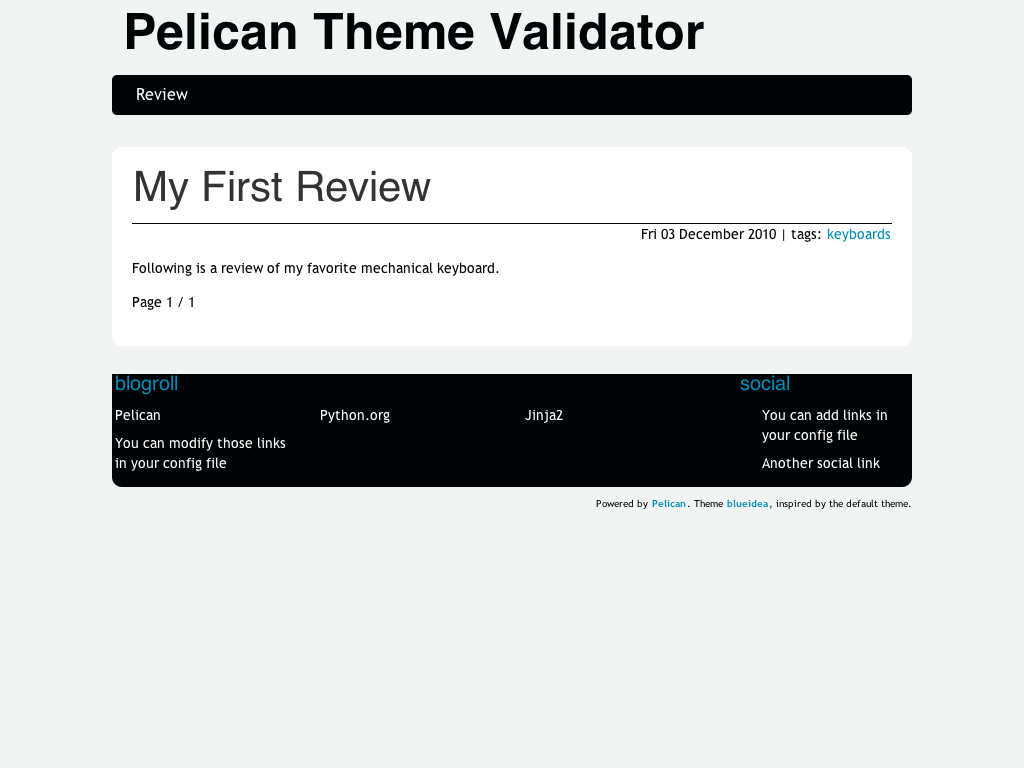 Pelican Theme Validator
Review
My First Review
Fri 03 December 2010 | tags: keyboards
Following is a review of my favorite mechanical keyboard.
Page 1 / 1
blogroll
Pelican
Python.org
Jinja2
You can modify those links
in your config file
social
You can add links in
your config file
Another social link
Powered by Pelican. Theme blueidea, inspired by the default theme.